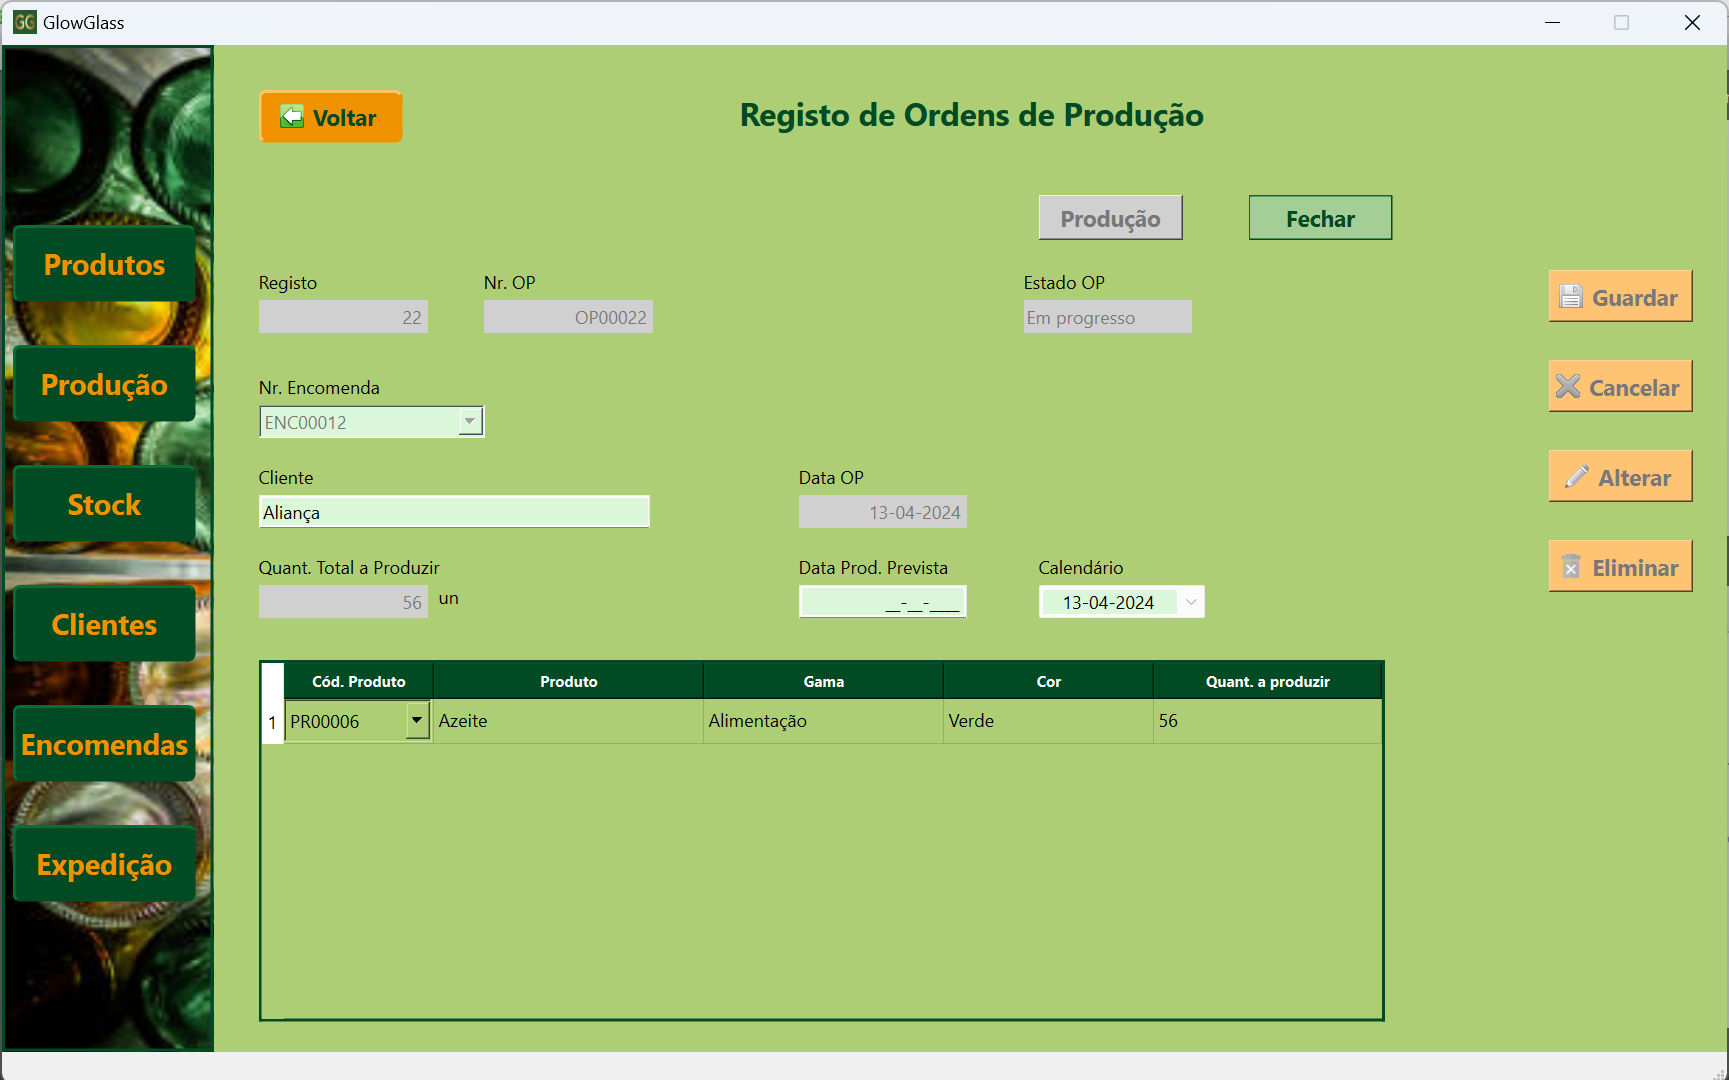 GG GlowGlass
Voltar
Registo de Ordens de Produção
Produção
Fechar
Produtos
Produção
Stock
Clientes
Encomendas
Expedição
Registo
22
Nr. OP
OP00022
Estado OP
Em progresso
Nr. Encomenda
ENC00012
Cliente
Aliança
Data OP
13-04-2024
Quant. Total a Produzir
56 un
Data Prod. Prevista
__-__-____
Calendário
13-04-2024
Guardar
Cancelar
Alterar
Eliminar
Cód. Produto Produto Gama Cor Quant. a produzir
1 PR00006 Azeite Alimentação Verde 56